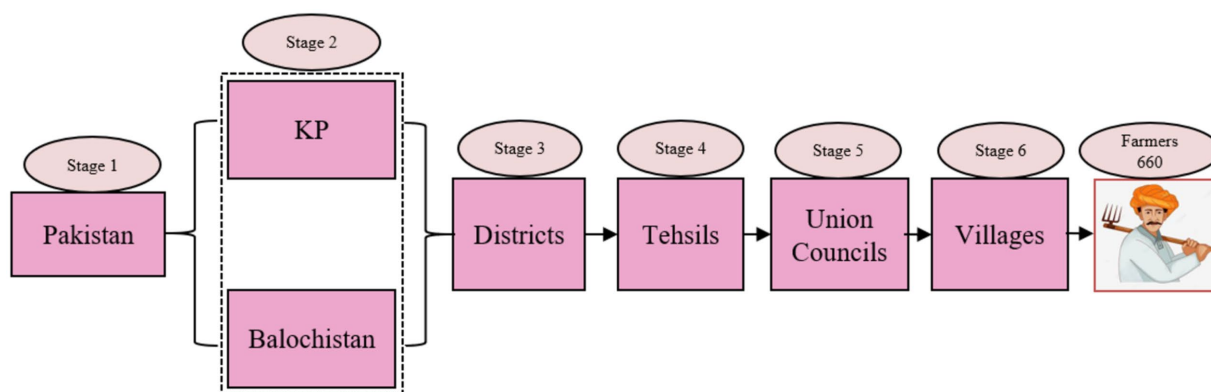 Stage 1
Pakistan
Stage 2
KP
Balochistan
Stage 3
Districts
Stage 4
Tehsils
Stage 5
Union
Councils
Stage 6
Villages
Farmers
660